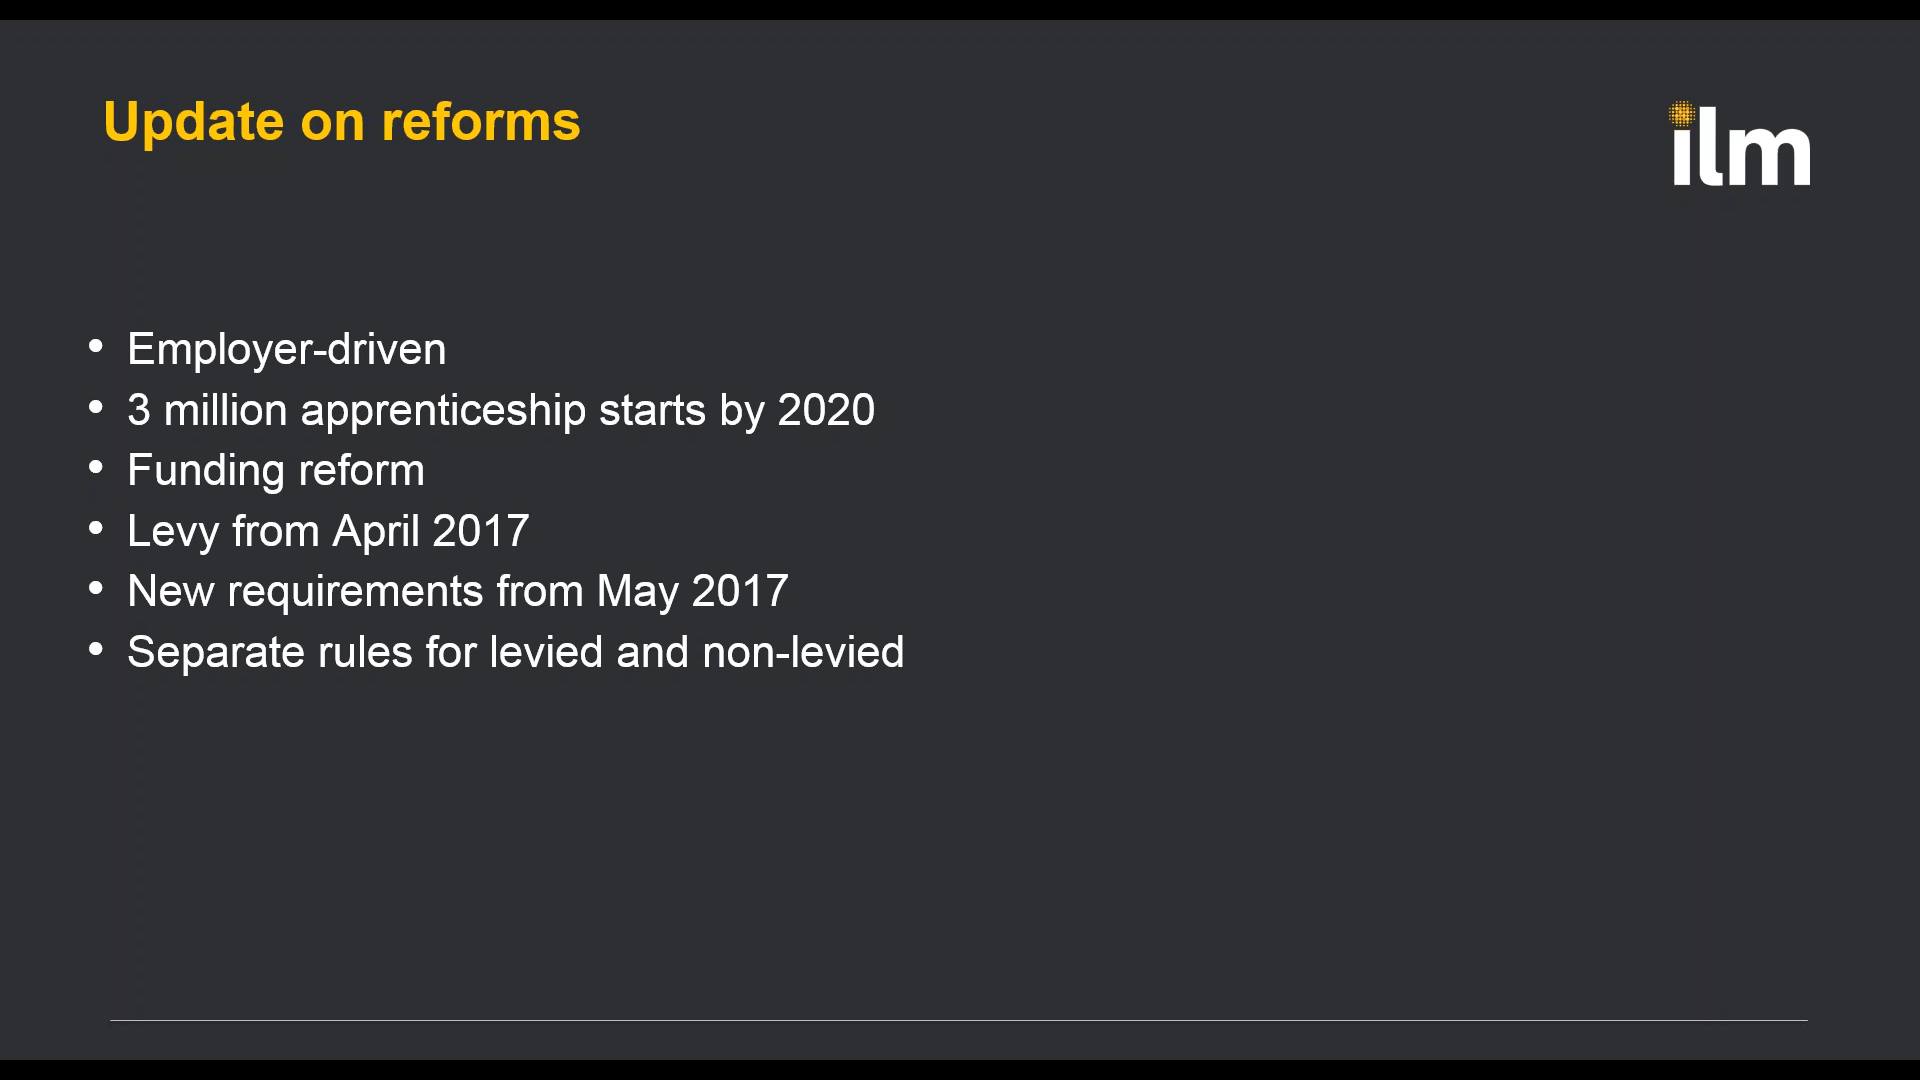 Update on reforms
ilm
• Employer-driven
• 3 million apprenticeship starts by 2020
• Funding reform
• Levy from April 2017
• New requirements from May 2017
• Separate rules for levied and non-levied